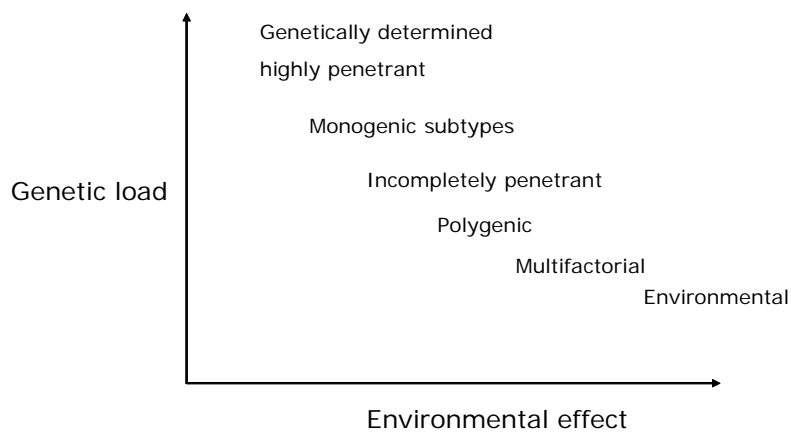 Genetically determined
highly penetrant
Monogenic subtypes
Incompletely penetrant
Genetic load
Polygenic
Multifactorial
Environmental
Environmental effect